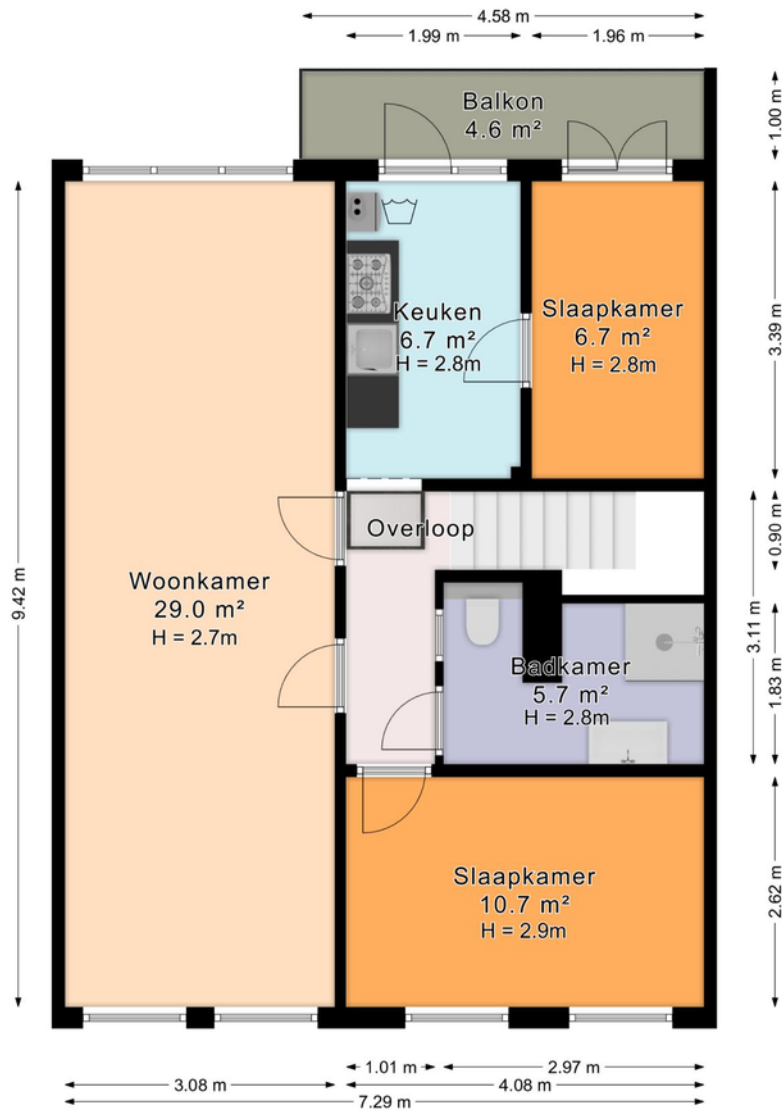 4.58 m
1.99 m
1.96 m
1.00 m
Balkon
4.6 m²
Keuken
6.7 m²
H = 2.8m
Slaapkamer
6.7 m²
H = 2.8m
3.39 m
Overloop
0.90 m
9.42 m
Woonkamer
29.0 m²
H = 2.7m
3.11 m
Badkamer
5.7 m²
H = 2.8m
1.83 m
Slaapkamer
10.7 m²
H = 2.9m
2.62 m
1.01 m
2.97 m
3.08 m
4.08 m
7.29 m